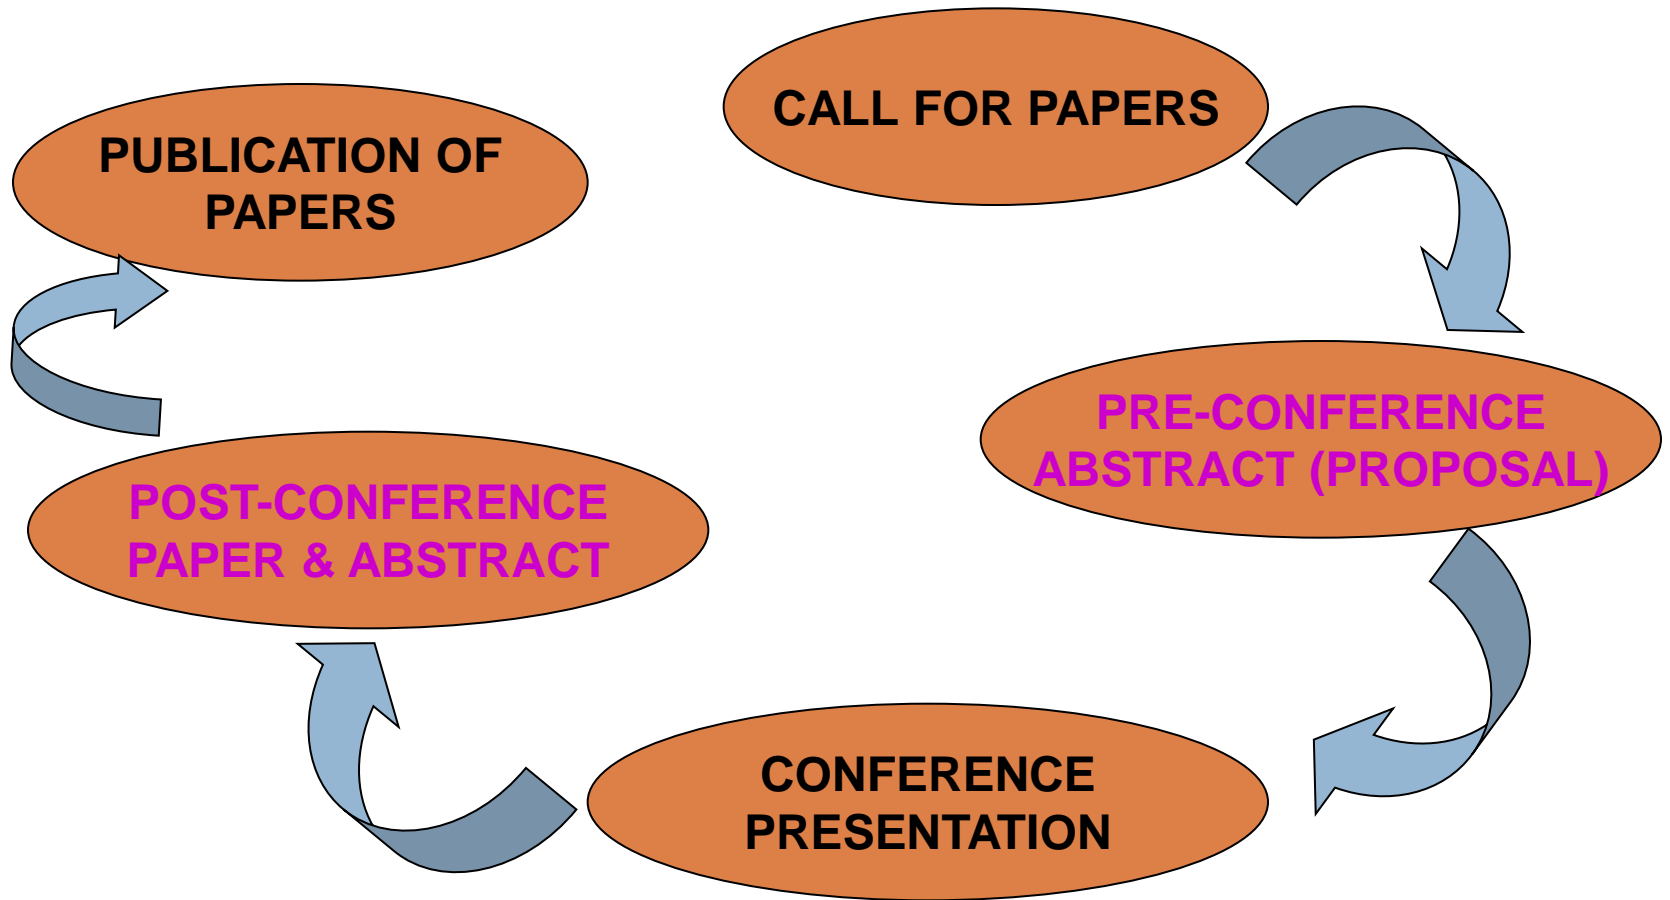 CALL FOR PAPERS
PRE-CONFERENCE
ABSTRACT (PROPOSAL)
CONFERENCE
PRESENTATION
POST-CONFERENCE
PAPER & ABSTRACT
PUBLICATION OF
PAPERS